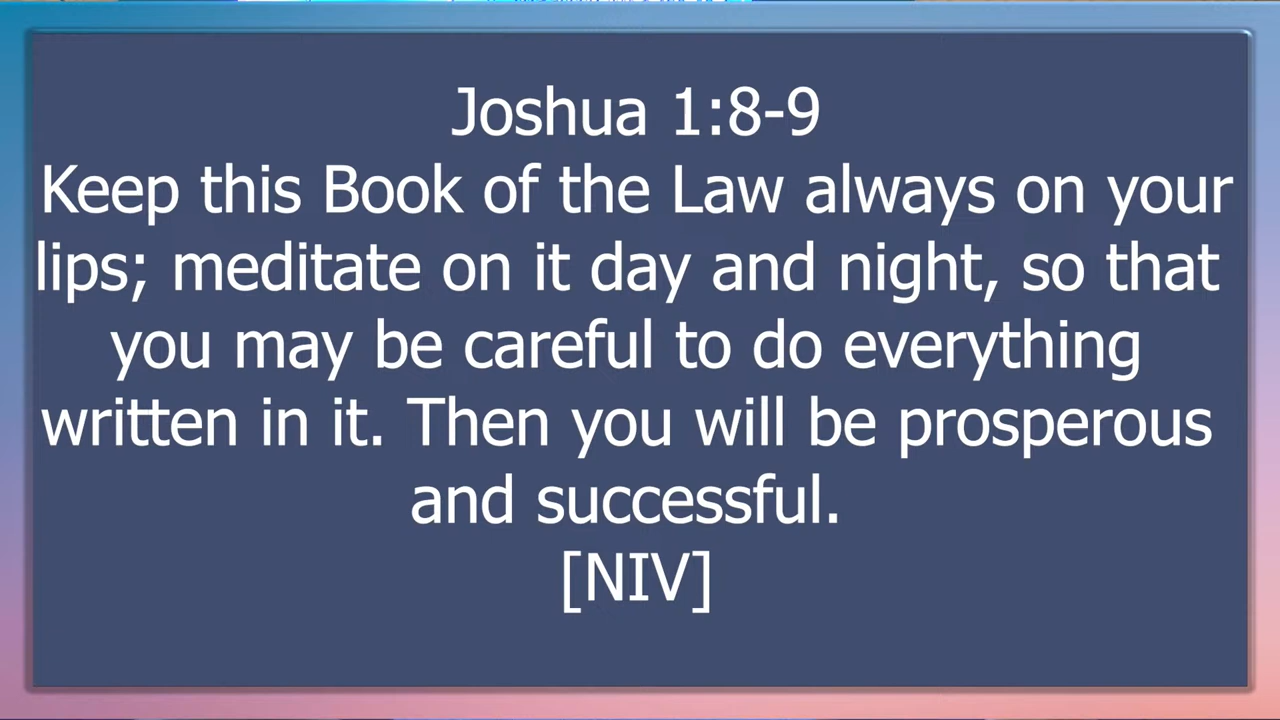 Joshua 1:8-9
Keep this Book of the Law always on your
lips; meditate on it day and night, so that
you may be careful to do everything
written in it. Then you will be prosperous
and successful.
[NIV]